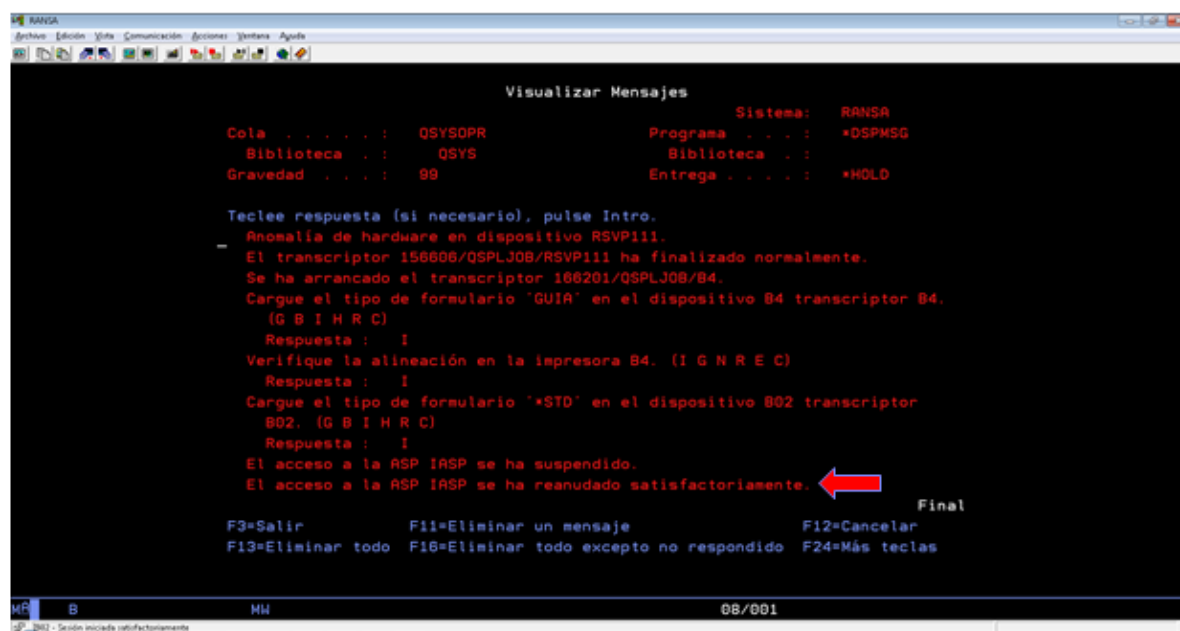 RANSA
Archivo Edición Vista Comunicación Acciones Ventana Ayuda
Visualizar Mensajes
Sistema: RANSA
Cola . . . . . : QSYSOPR Programa . . . : *DSPMSG
Biblioteca . : QSYS Biblioteca . :
Gravedad . . . : 99 Entrega . . . . : *HOLD
Teclee respuesta (si necesario), pulse Intro.
Anomalía de hardware en dispositivo RSVP111.
El transcriptor 156606/QSPLJOB/RSVP111 ha finalizado normalmente.
Se ha arrancado el transcriptor 166201/QSPLJOB/B4.
Cargue el tipo de formulario 'GUIA' en el dispositivo B4 transcriptor B4.
(G B I H R C)
Respuesta : I
Verifique la alineación en la impresora B4. (I G N R E C)
Respuesta : I
Cargue el tipo de formulario '*STD' en el dispositivo B02 transcriptor
B02. (G B I H R C)
Respuesta : I
El acceso a la ASP IASP se ha suspendido.
El acceso a la ASP IASP se ha reanudado satisfactoriamente.
Final
F3=Salir F11=Eliminar un mensaje F12=Cancelar
F13=Eliminar todo F16=Eliminar todo excepto no respondido F24=Más teclas
MA B MW 08/001
I902 - Sesión iniciada satisfactoriamente